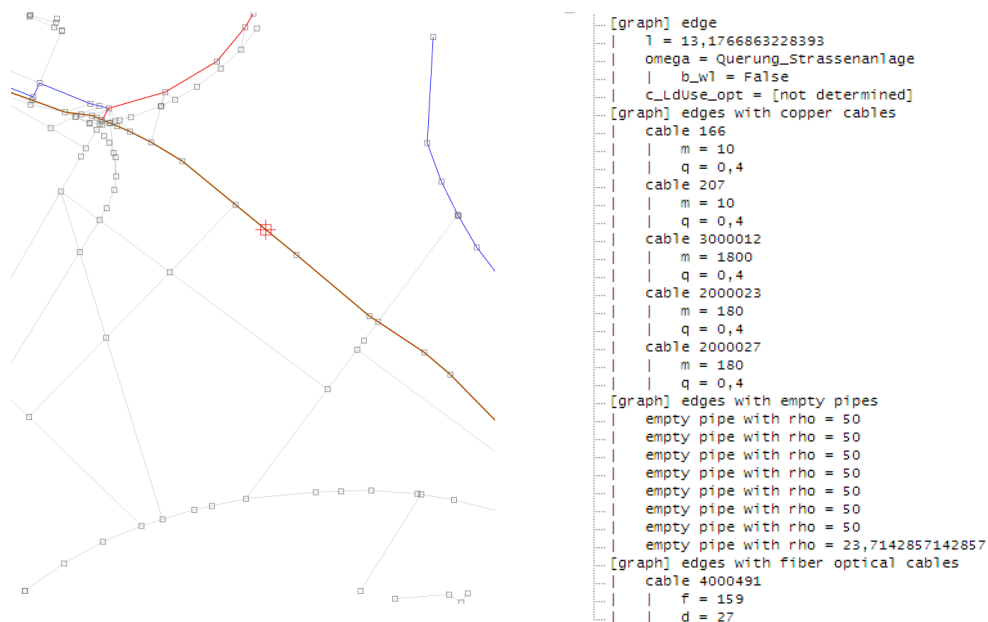 [graph] edge
l = 13,1766863228393
omega = Querung_Strassenanlage
b_wl = False
c_LdUse_opt = [not determined]
[graph] edges with copper cables
cable 166
m = 10
q = 0,4
cable 207
m = 10
q = 0,4
cable 3000012
m = 1800
q = 0,4
cable 2000023
m = 180
q = 0,4
cable 2000027
m = 180
q = 0,4
[graph] edges with empty pipes
empty pipe with rho = 50
empty pipe with rho = 50
empty pipe with rho = 50
empty pipe with rho = 50
empty pipe with rho = 50
empty pipe with rho = 50
empty pipe with rho = 50
empty pipe with rho = 23,7142857142857
[graph] edges with fiber optical cables
cable 4000491
f = 159
d = 27